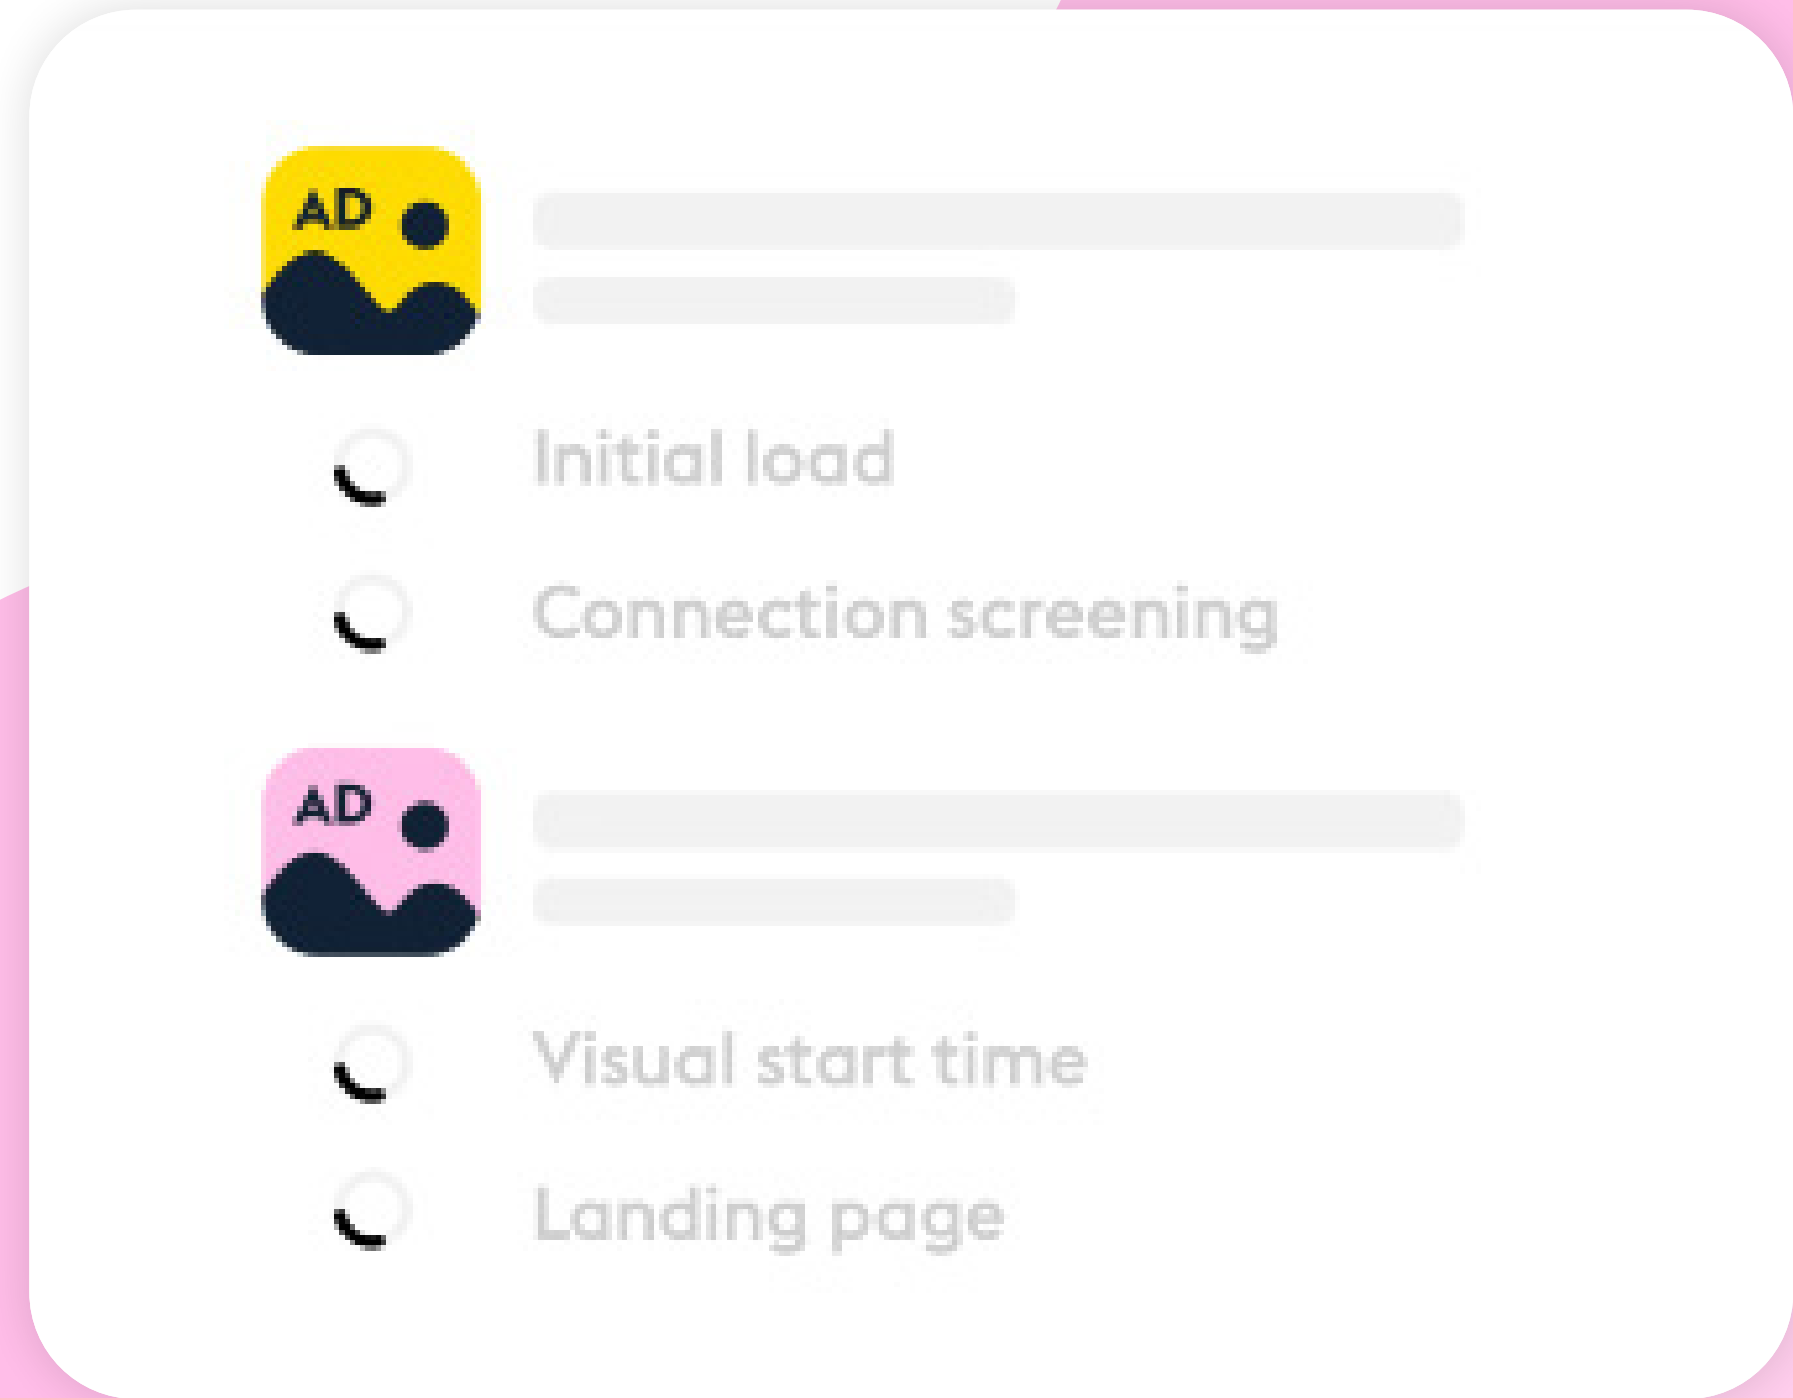 AD
Initial load
Connection screening
AD
Visual start time
Landing page